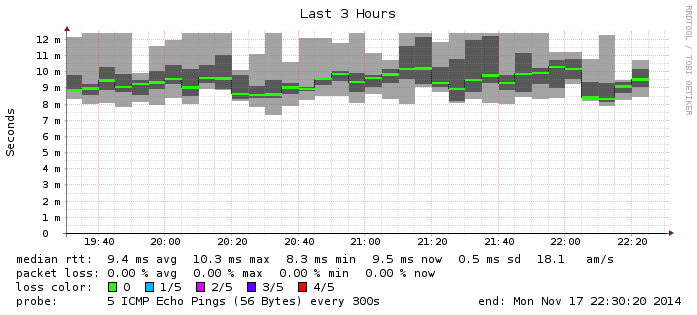 Last 3 Hours
RRDTOOL / TOBI OETIKER
Seconds
12 m
11 m
10 m
9 m
8 m
7 m
6 m
5 m
4 m
3 m
2 m
1 m
0
19:40 20:00 20:20 20:40 21:00 21:20 21:40 22:00 22:20
median rtt: 9.4 ms avg 10.3 ms max 8.3 ms min 9.5 ms now 0.5 ms sd 18.1 am/s
packet loss: 0.00 % avg 0.00 % max 0.00 % min 0.00 % now
loss color: 0 1/5 2/5 3/5 4/5
probe: 5 ICMP Echo Pings (56 Bytes) every 300s end: Mon Nov 17 22:30:20 2014